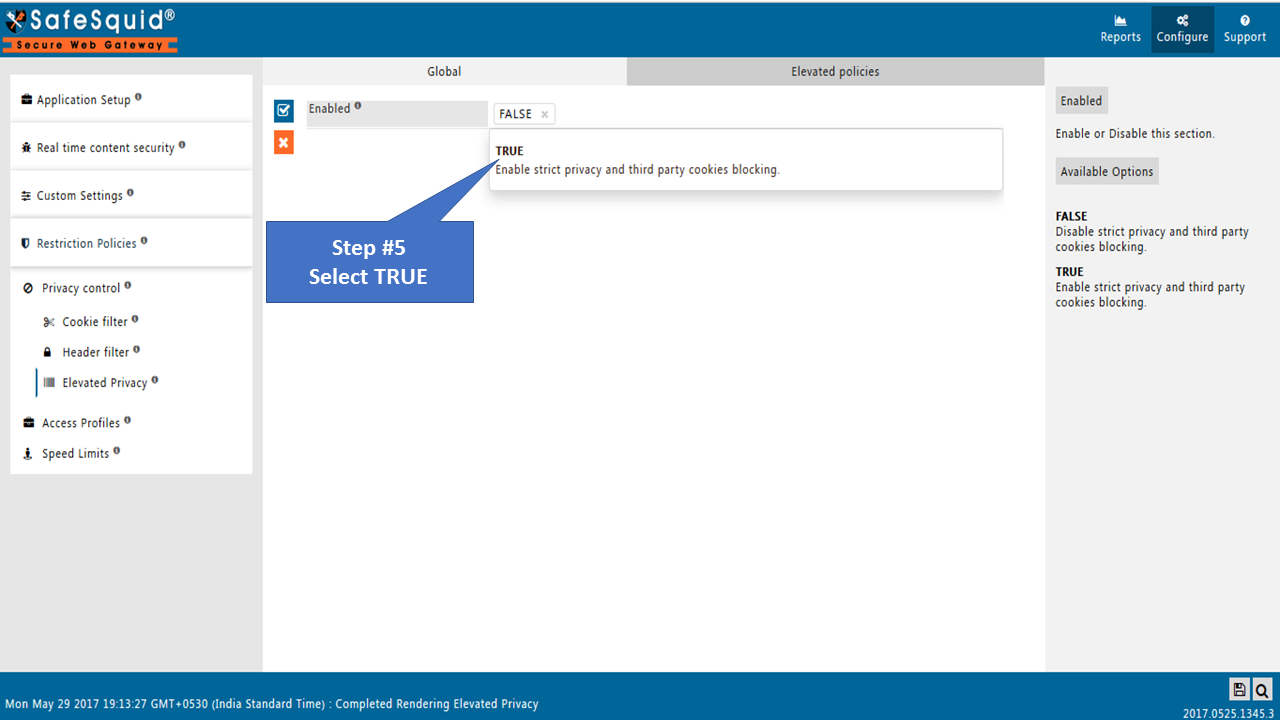 SafeSquid®
Secure Web Gateway
Reports
Configure
Support
Application Setup
Real time content security
Custom Settings
Restriction Policies
Privacy control
Cookie filter
Header filter
Elevated Privacy
Access Profiles
Speed Limits
Global
Elevated policies
Enabled
FALSE ×
TRUE
Enable strict privacy and third party cookies blocking.
Step #5
Select TRUE
Enabled
Enable or Disable this section.
Available Options
FALSE
Disable strict privacy and third party
cookies blocking.
TRUE
Enable strict privacy and third party
cookies blocking.
Mon May 29 2017 19:13:27 GMT+0530 (India Standard Time) : Completed Rendering Elevated Privacy
2017.0525.1345.3